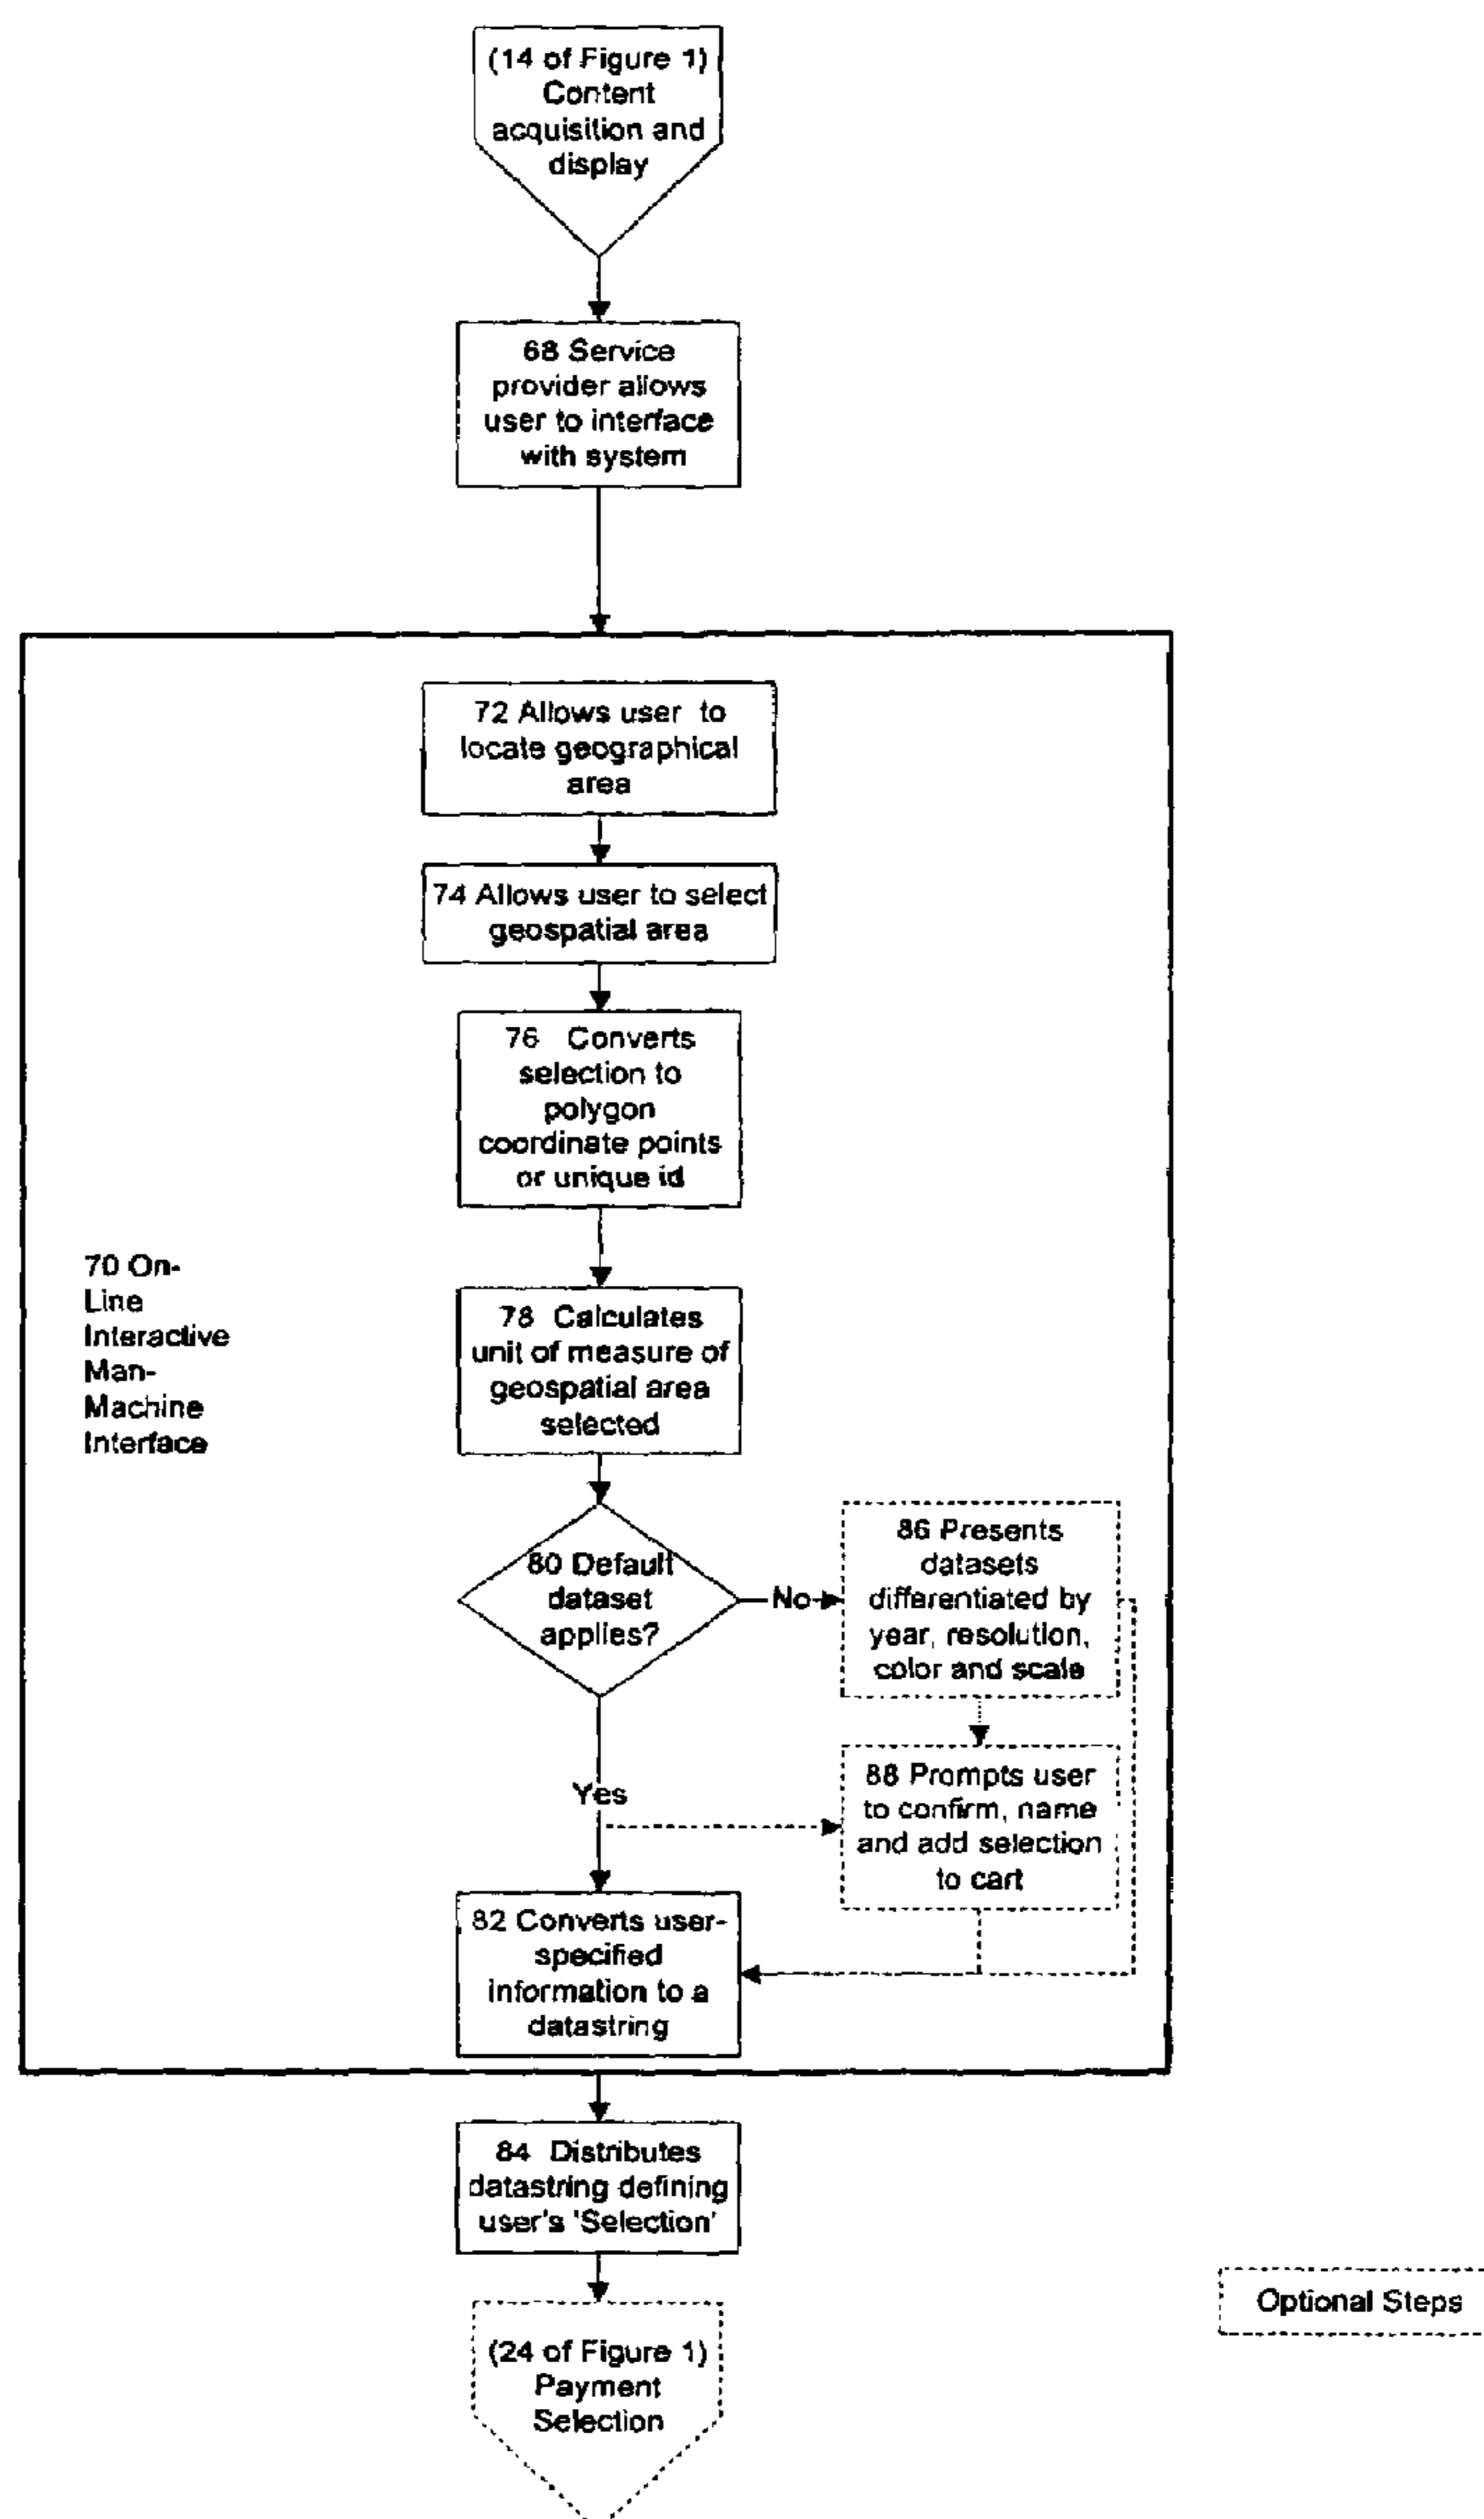 (14 of Figure 1)
Content
acquisition and
display
68 Service
provider allows
user to interface
with system
72 Allows user to
locate geographical
area
74 Allows user to select
geospatial area
76 Converts
selection to
polygon
coordinate points
or unique id
70 On-
Line
Interactive
Man-
Machine
Interface
78 Calculates
unit of measure of
geospatial area
selected
80 Default
dataset
applies?
No
86 Presents
datasets
differentiated by
year, resolution,
color and scale
Yes
88 Prompts user
to confirm, name
and add selection
to cart
82 Converts user-
specified
information to a
datastring
84 Distributes
datastring defining
user's 'Selection'
Optional Steps
(24 of Figure 1)
Payment
Selection